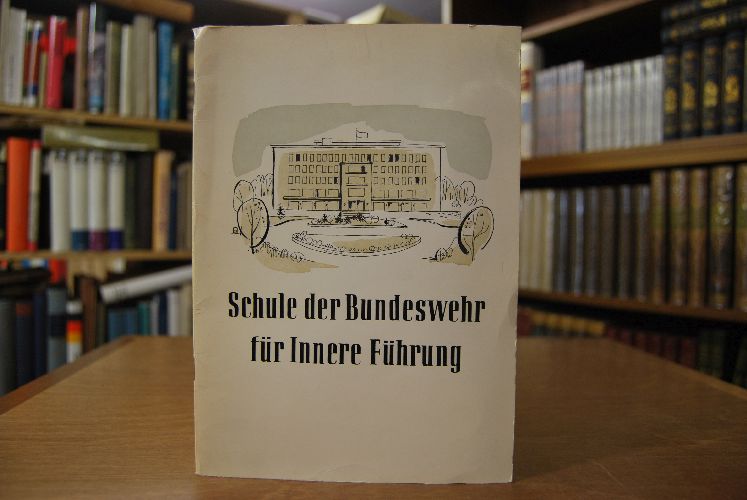 Schule der Bundeswehr
für Innere Führung